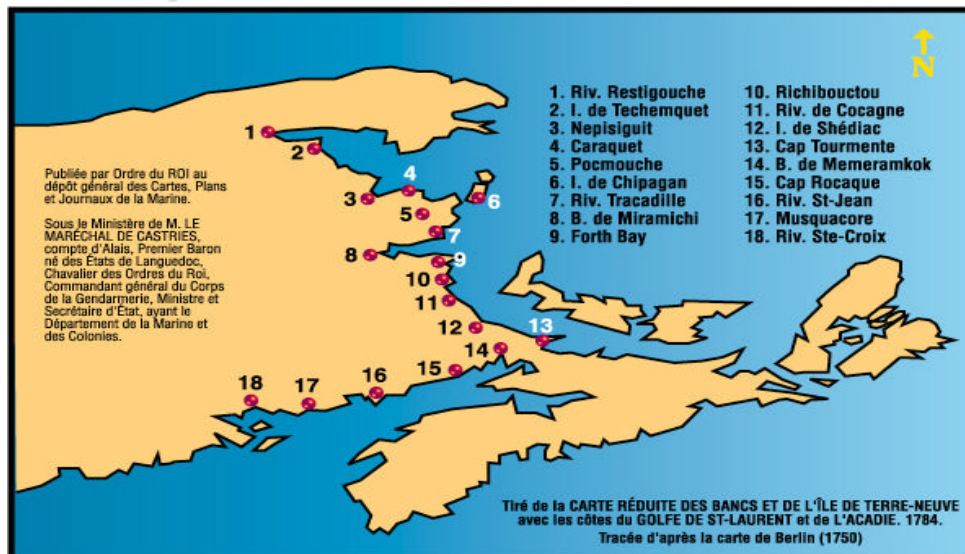 N
1. Riv. Restigouche
2. I. de Techemquet
3. Nepisiguit
4. Caraquet
5. Pocmouche
6. I. de Chipagan
7. Riv. Tracadille
8. B. de Miramichi
9. Forth Bay
10. Richibouctou
11. Riv. de Cocagne
12. I. de Shédiac
13. Cap Tourmente
14. B. de Memeramkok
15. Cap Rocaque
16. Riv. St-Jean
17. Musquacore
18. Riv. Ste-Croix
Publiée par Ordre du ROI au
dépôt général des Cartes, Plans
et Journaux de la Marine.
Sous le Ministère de M. LE
MARÉCHAL DE CASTRIES,
compte d'Alais, Premier Baron
né des États de Languedoc,
Chavalier des Ordres du Roi,
Commandant général du Corps
de la Gendarmerie, Ministre et
Secrétaire d'État, ayant le
Département de la Marine et
des Colonies.
1
2
3
4
5
6
7
8
9
10
11
12
13
14
15
16
17
18
Tiré de la CARTE RÉDUITE DES BANCS ET DE L'ÎLE DE TERRE-NEUVE
avec les côtes du GOLFE DE ST-LAURENT et de L'ACADIE. 1784.
Tracée d'après la carte de Berlin (1750)